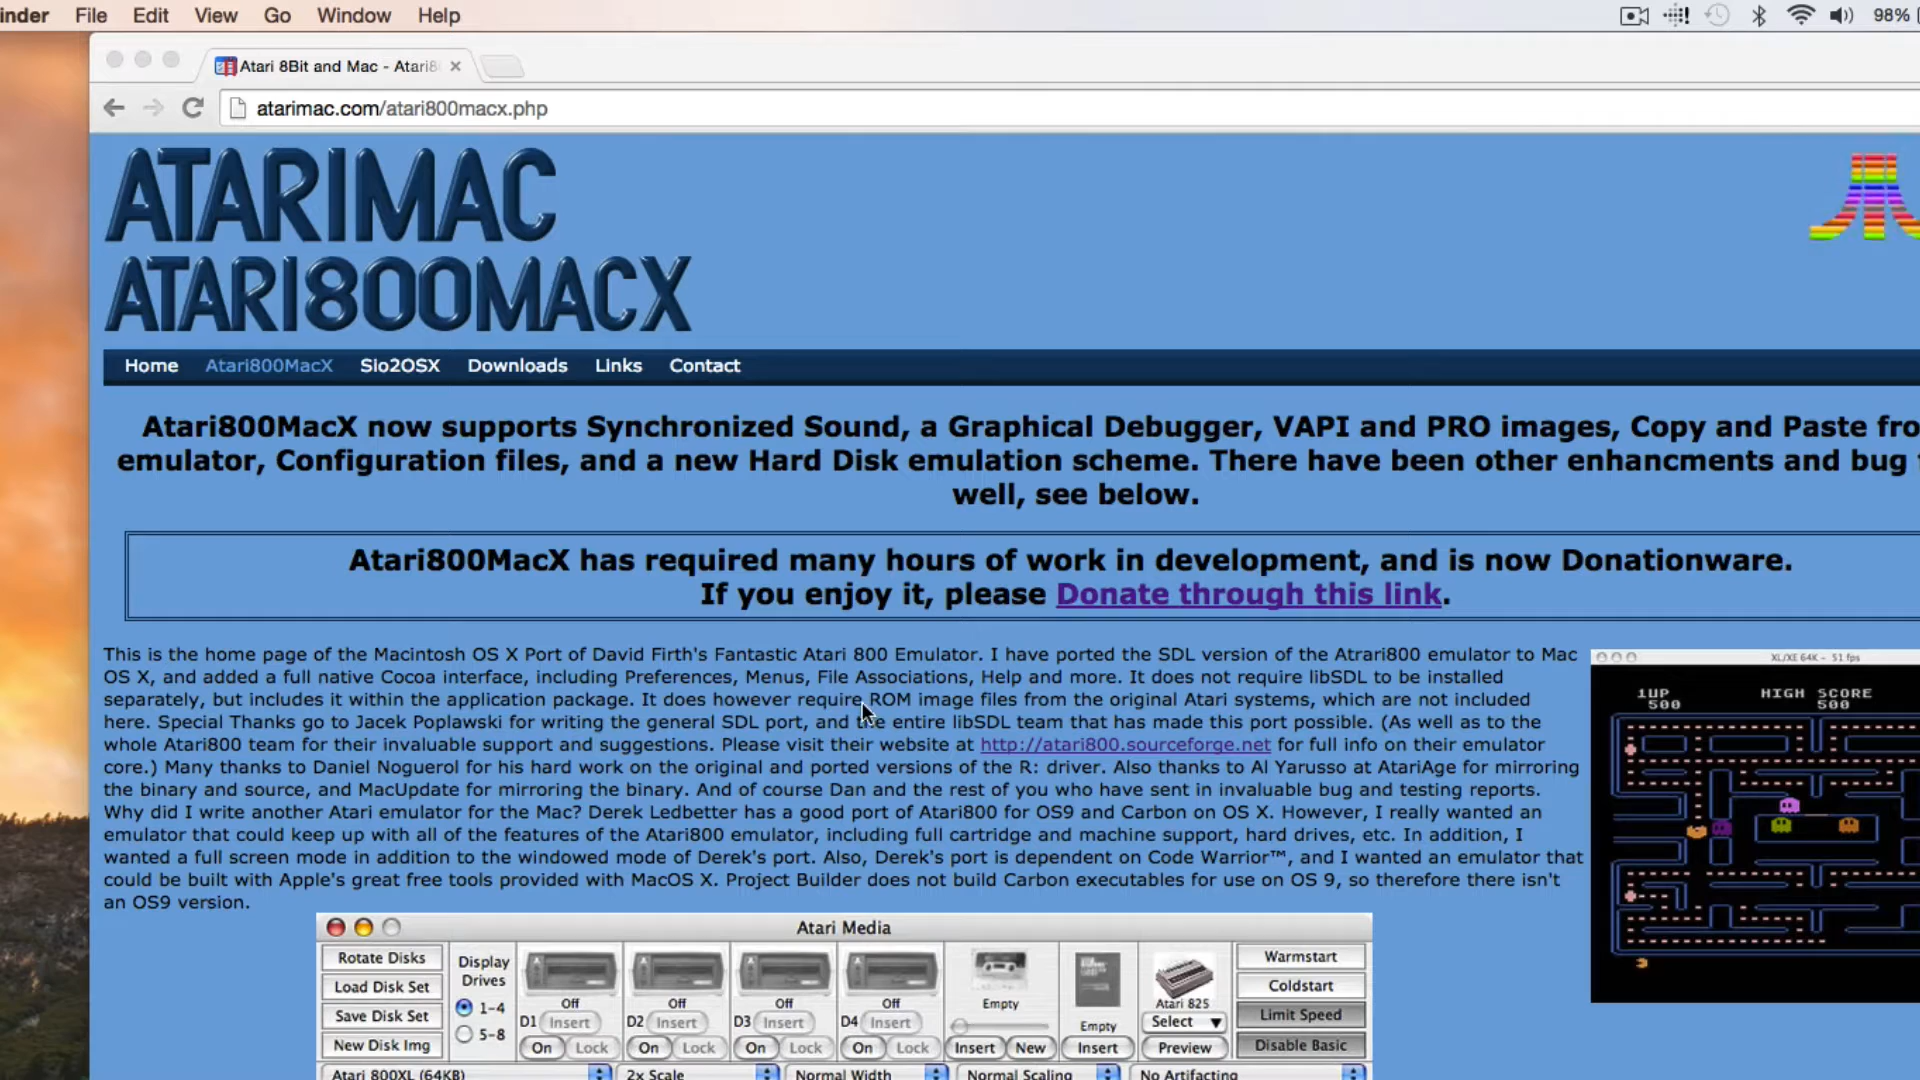 inder File Edit View Go Window Help 98%
Atari 8Bit and Mac - Atari8
atarimac.com/atari800macx.php
ATARIMAC
ATARI800MACX
Home Atari800MacX Sio2OSX Downloads Links Contact
Atari800MacX now supports Synchronized Sound, a Graphical Debugger, VAPI and PRO images, Copy and Paste fro
emulator, Configuration files, and a new Hard Disk emulation scheme. There have been other enhancments and bug f
well, see below.
Atari800MacX has required many hours of work in development, and is now Donationware.
If you enjoy it, please Donate through this link.
This is the home page of the Macintosh OS X Port of David Firth's Fantastic Atari 800 Emulator. I have ported the SDL version of the Atrari800 emulator to Mac
OS X, and added a full native Cocoa interface, including Preferences, Menus, File Associations, Help and more. It does not require libSDL to be installed
separately, but includes it within the application package. It does however require ROM image files from the original Atari systems, which are not included
here. Special Thanks go to Jacek Poplawski for writing the general SDL port, and the entire libSDL team that has made this port possible. (As well as to the
whole Atari800 team for their invaluable support and suggestions. Please visit their website at http://atari800.sourceforge.net for full info on their emulator
core.) Many thanks to Daniel Noguerol for his hard work on the original and ported versions of the R: driver. Also thanks to Al Yarusso at AtariAge for mirroring
the binary and source, and MacUpdate for mirroring the binary. And of course Dan and the rest of you who have sent in invaluable bug and testing reports.
Why did I write another Atari emulator for the Mac? Derek Ledbetter has a good port of Atari800 for OS9 and Carbon on OS X. However, I really wanted an
emulator that could keep up with all of the features of the Atari800 emulator, including full cartridge and machine support, hard drives, etc. In addition, I
wanted a full screen mode in addition to the windowed mode of Derek's port. Also, Derek's port is dependent on Code Warrior™, and I wanted an emulator that
could be built with Apple's great free tools provided with MacOS X. Project Builder does not build Carbon executables for use on OS 9, so therefore there isn't
an OS9 version.
XL/XE 64K - 51 fps
1UP HIGH SCORE
500 500
Atari Media
Rotate Disks
Load Disk Set
Save Disk Set
New Disk Img
Display
Drives
1-4
5-8
Off Off Off Off
D1 Insert D2 Insert D3 Insert D4 Insert
On Lock On Lock On Lock On Lock
Empty
Insert New
Empty
Insert
Atari 825
Select
Preview
Warmstart
Coldstart
Limit Speed
Disable Basic
Atari 800XL (64KB) 2x Scale Normal Width Normal Scaling No Artifacting